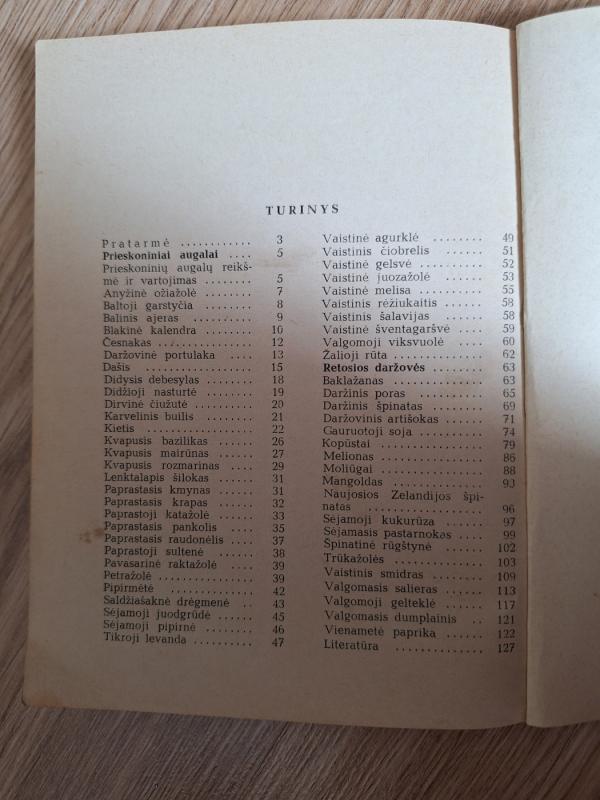 TURINYS
Pratarmė ............ 3
Prieskoniniai augalai .... 5
Prieskoninių augalų reikš-
mė ir vartojimas ........ 5
Anyžinė ožiažolė ....... 7
Baltoji garstyčia ........ 8
Balinis ajeras .......... 9
Blakinė kalendra ........ 10
Česnakas .............. 12
Daržovinė portulaka .... 13
Dašis ................. 15
Didysis debesylas ....... 18
Didžioji nasturtė ....... 19
Dirvinė čiužutė ........ 20
Karvelinis builis ....... 21
Kietis ................ 22
Kvapusis bazilikas ...... 26
Kvapusis mairūnas ...... 27
Kvapusis rozmarinas .... 29
Lenktalapis šilokas ...... 31
Paprastasis kmynas ...... 31
Paprastasis krapas ...... 32
Paprastoji katažolė ..... 33
Paprastasis pankolis ..... 35
Paprastasis raudonėlis .... 37
Paprastoji sultenė ...... 38
Pavasarinė raktažolė .... 39
Petražolė .............. 39
Pipirmėtė ............. 42
Saldžiašaknė drėgmenė .. 43
Sėjamoji juodgrūdė ...... 45
Sėjamoji pipirnė ........ 46
Tikroji levanda .......... 47
Vaistinė agurklė ........ 49
Vaistinis čiobrelis ...... 51
Vaistinė gelsvė ........ 52
Vaistinė juozažolė ...... 53
Vaistinė melisa ........ 55
Vaistinis rėžiukaitis ..... 58
Vaistinis šalavijas ...... 58
Vaistinė šventagaršvė .... 59
Valgomoji viksvuolė .... 60
Žalioji rūta ............ 62
Retosios daržovės ....... 63
Baklažanas ............ 63
Daržinis poras ......... 65
Daržinis špinatas ....... 69
Daržovinis artišokas ..... 71
Gauruotoji soja ........ 74
Kopūstai .............. 79
Melionas .............. 86
Moliūgai .............. 88
Mangoldas ............. 93
Naujosios Zelandijos špi-
natas ................ 96
Sėjamoji kukurūza ...... 97
Sėjamasis pastarnokas .... 99
Špinatinė rūgštynė ...... 102
Trūkažolės ............ 103
Vaistinis smidras ....... 109
Valgomasis salieras ...... 113
Valgomoji gelteklė ...... 117
Valgomasis dumplainis .. 121
Vienametė paprika ..... 122
Literatūra .............. 127